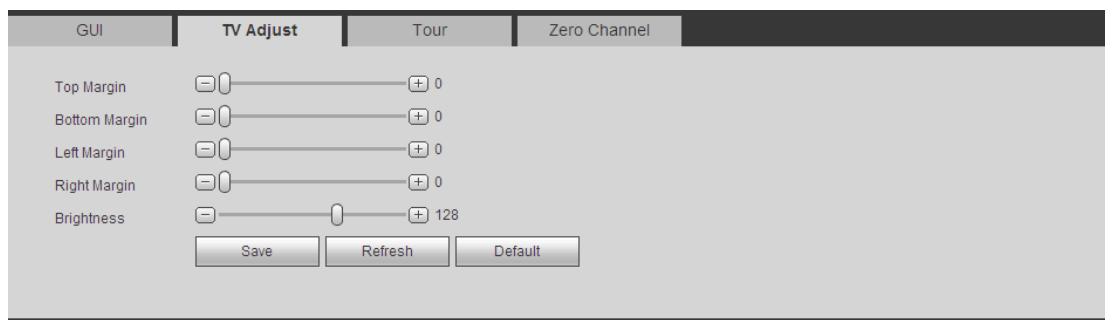 GUI TV Adjust Tour Zero Channel
Top Margin 0
Bottom Margin 0
Left Margin 0
Right Margin 0
Brightness 128
Save Refresh Default